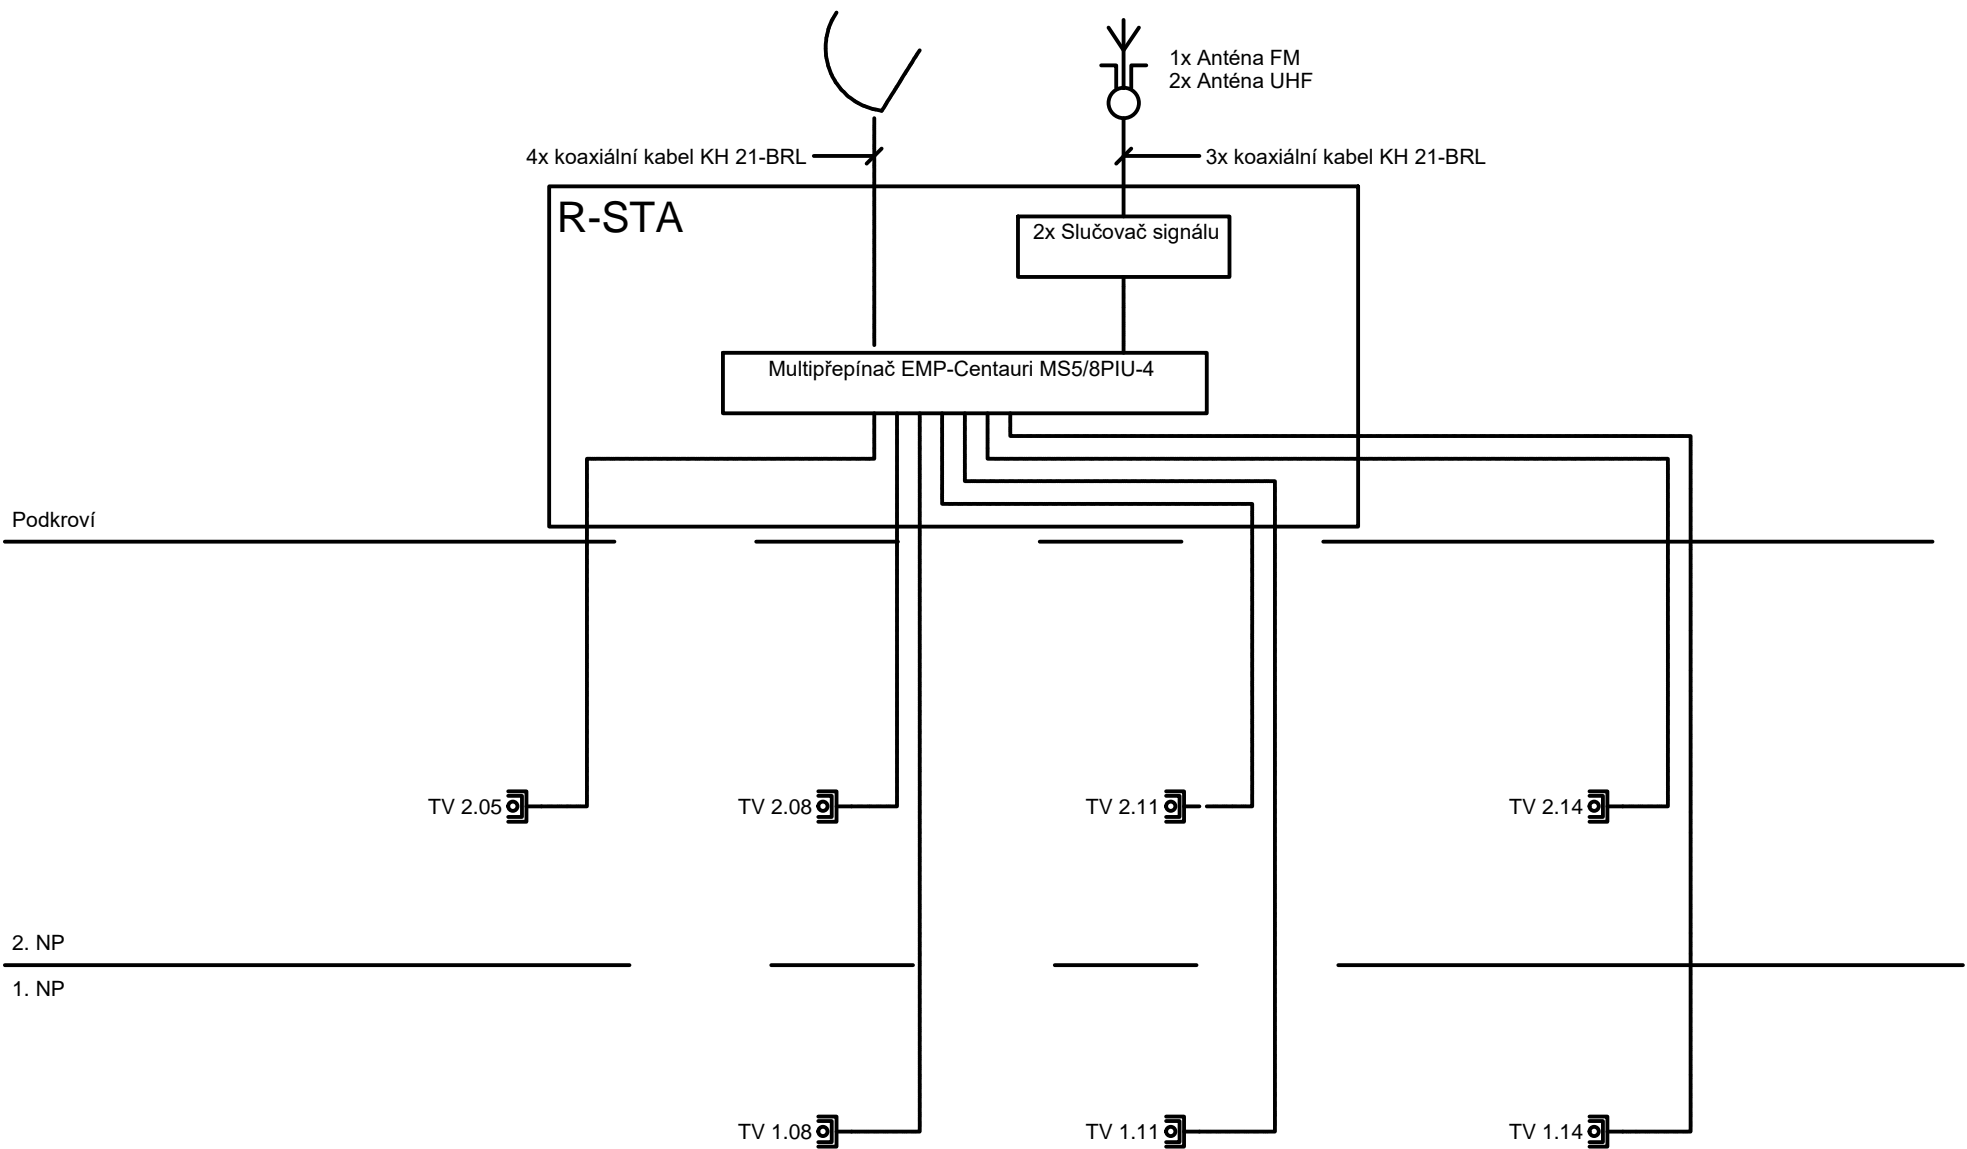 1x Anténa FM
2x Anténa UHF
4x koaxiální kabel KH 21-BRL
3x koaxiální kabel KH 21-BRL
R-STA
2x Slučovač signálu
Multipřepínač EMP-Centauri MS5/8PIU-4
Podkroví
TV 2.05
TV 2.08
TV 2.11
TV 2.14
2. NP
1. NP
TV 1.08
TV 1.11
TV 1.14